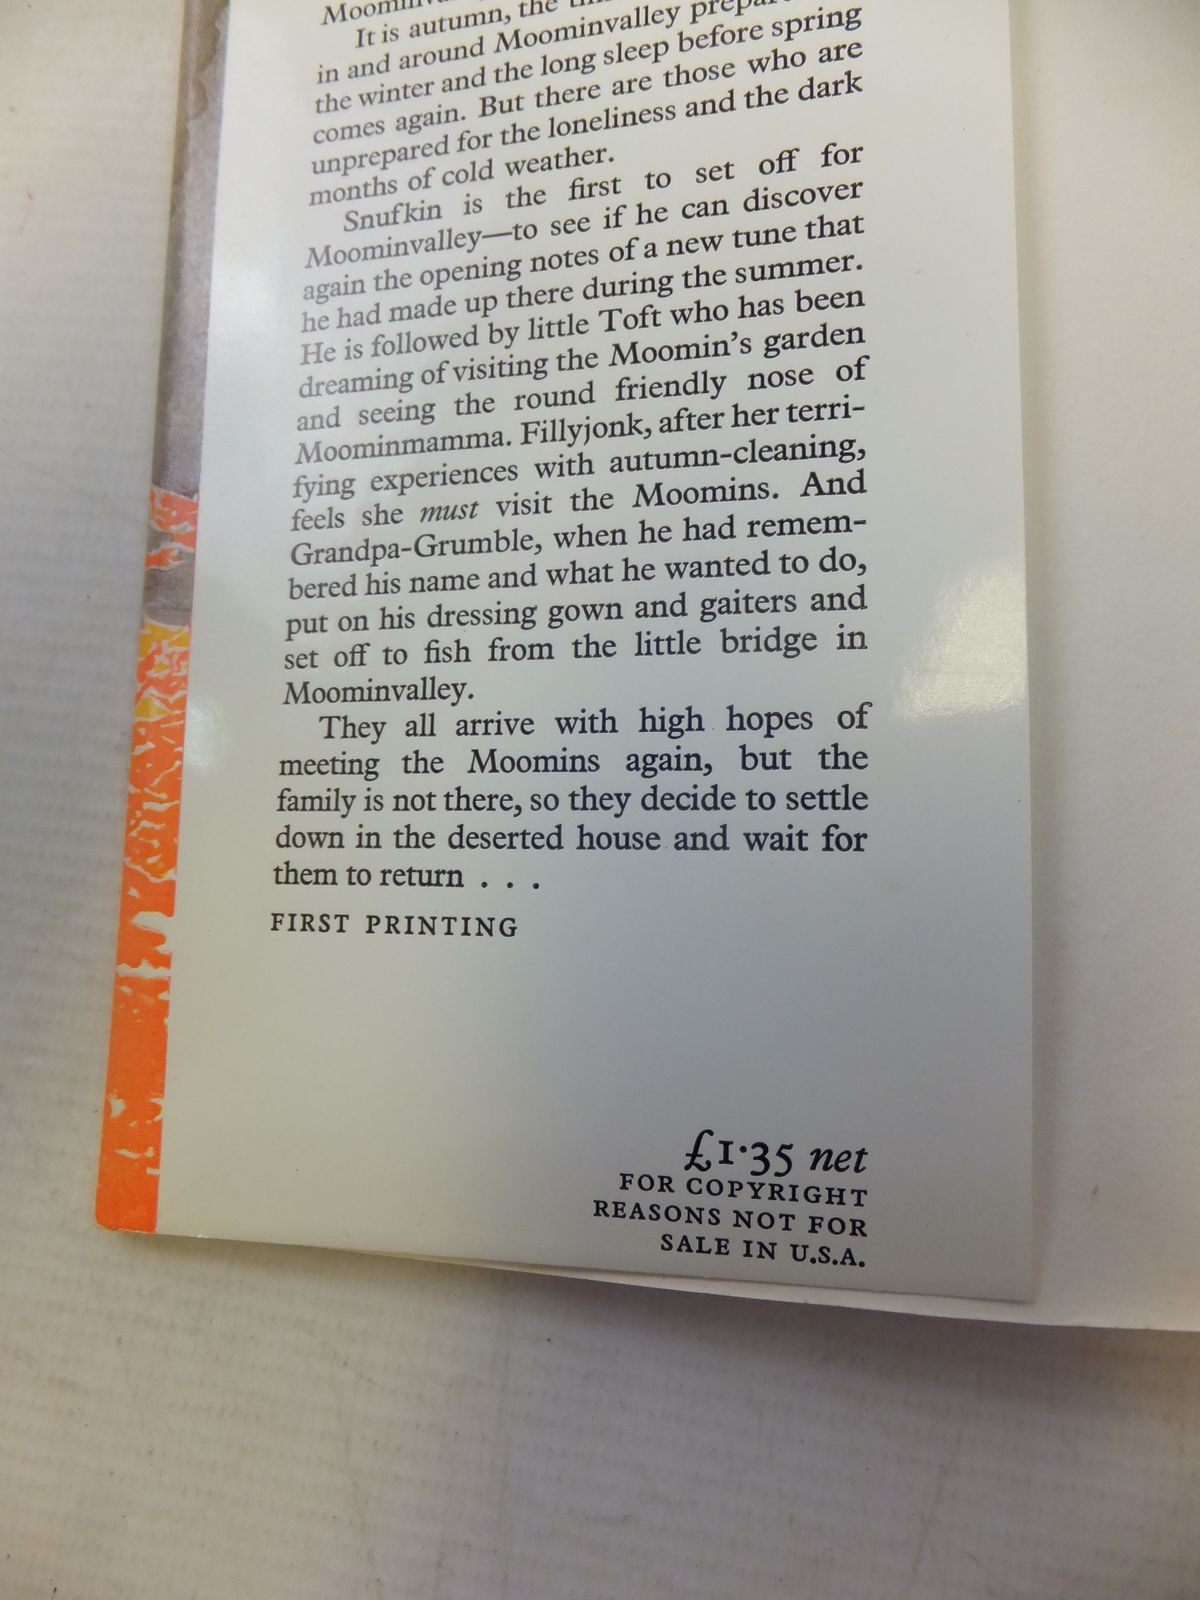 It is autumn, the
in and around Moominvalley
the winter and the long sleep before spring
comes again. But there are those who are
unprepared for the loneliness and the dark
months of cold weather.
Snufkin is the first to set off for
Moominvalley—to see if he can discover
again the opening notes of a new tune that
he had made up there during the summer.
He is followed by little Toft who has been
dreaming of visiting the Moomin's garden
and seeing the round friendly nose of
Moominmamma. Fillyjonk, after her terri-
fying experiences with autumn-cleaning,
feels she must visit the Moomins. And
Grandpa-Grumble, when he had remem-
bered his name and what he wanted to do,
put on his dressing gown and gaiters and
set off to fish from the little bridge in
Moominvalley.
They all arrive with high hopes of
meeting the Moomins again, but the
family is not there, so they decide to settle
down in the deserted house and wait for
them to return . . .
FIRST PRINTING
£1·35 net
FOR COPYRIGHT
REASONS NOT FOR
SALE IN U.S.A.